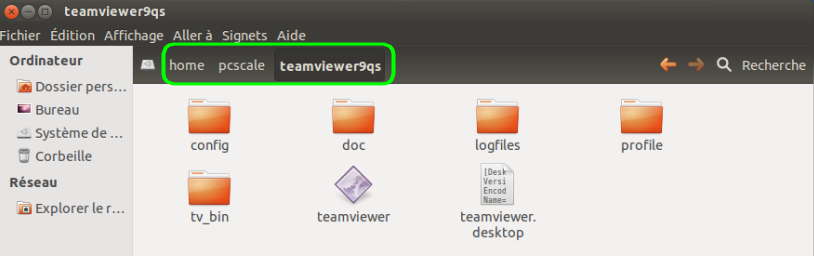 teamviewer9qs
Fichier Édition Affichage Aller à Signets Aide
Ordinateur
home pcscale teamviewer9qs
Recherche
Dossier pers...
Bureau
Système de ...
Corbeille
Réseau
Explorer le r...
config doc logfiles profile
[Desk
Versi
Encod
Name=
tv_bin teamviewer teamviewer.
desktop